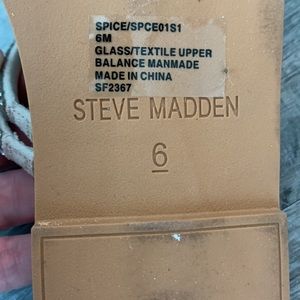 SPICE/SPCE01S1
6M
GLASS/TEXTILE UPPER
BALANCE MANMADE
MADE IN CHINA
SF2367
STEVE MADDEN
6